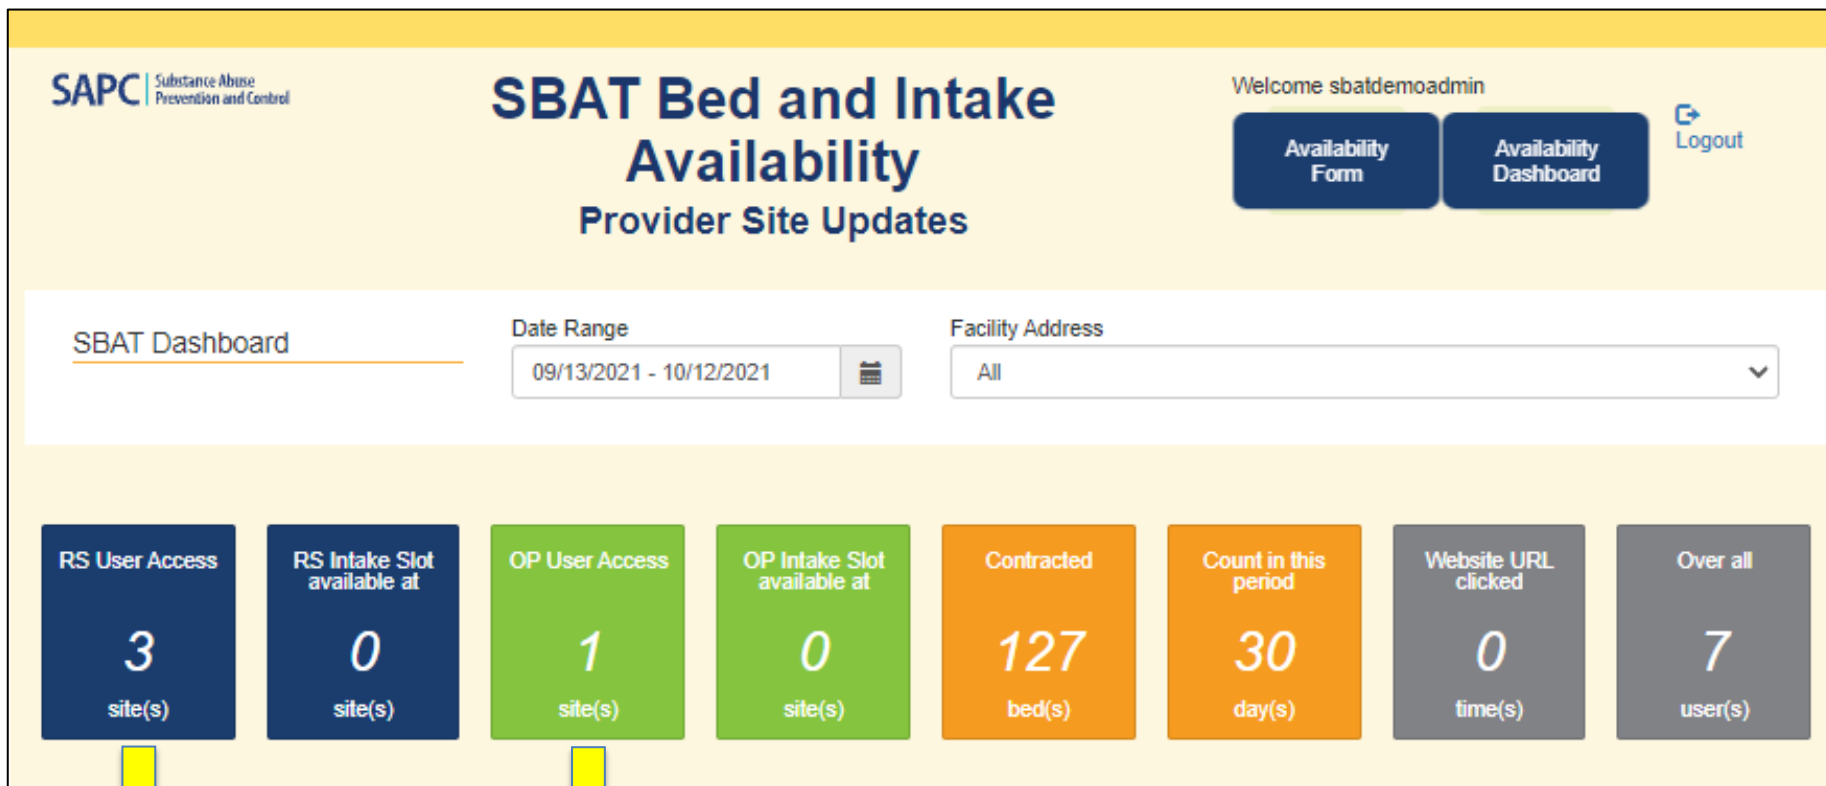 SAPC Substance Abuse
Prevention and Control
SBAT Bed and Intake
Availability
Provider Site Updates
Welcome sbatdemoadmin
Availability
Form
Availability
Dashboard
Logout
SBAT Dashboard
Date Range
09/13/2021 - 10/12/2021
Facility Address
All
RS User Access
3
site(s)
RS Intake Slot
available at
0
site(s)
OP User Access
1
site(s)
OP Intake Slot
available at
0
site(s)
Contracted
127
bed(s)
Count in this
period
30
day(s)
Website URL
clicked
0
time(s)
Over all
7
user(s)